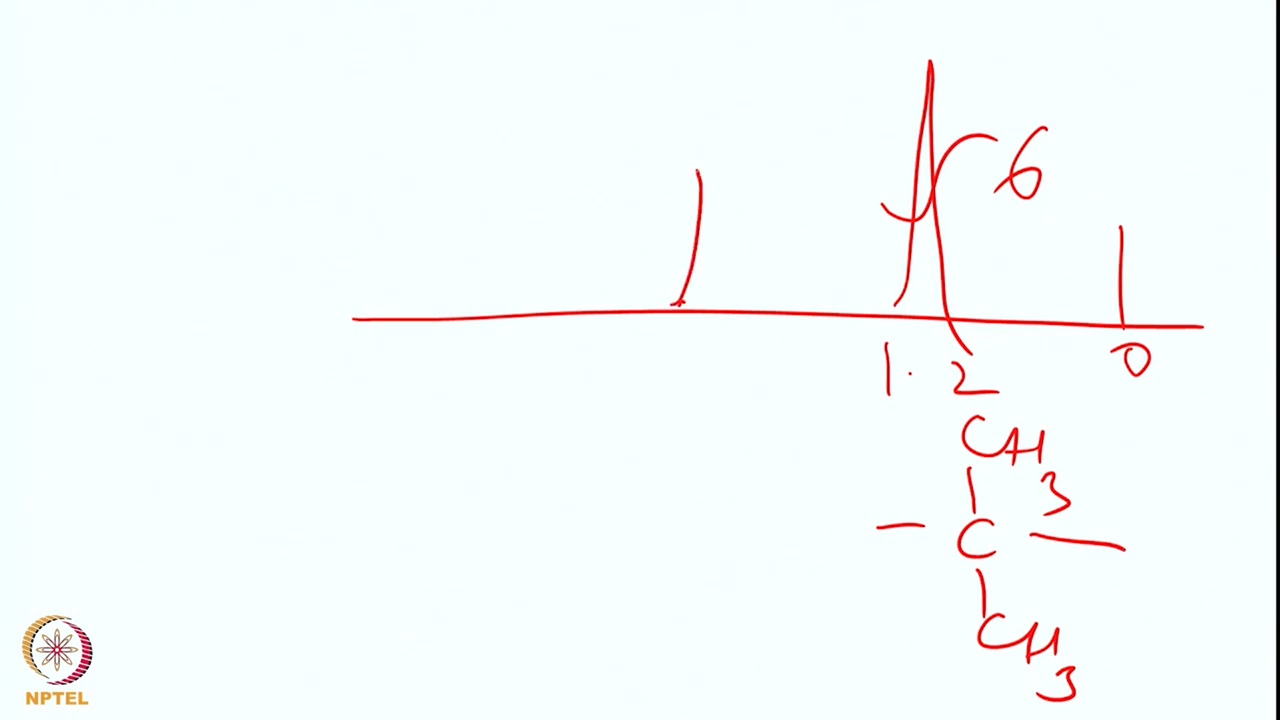 6
1.2
0
CH3
— C —
CH3
NPTEL